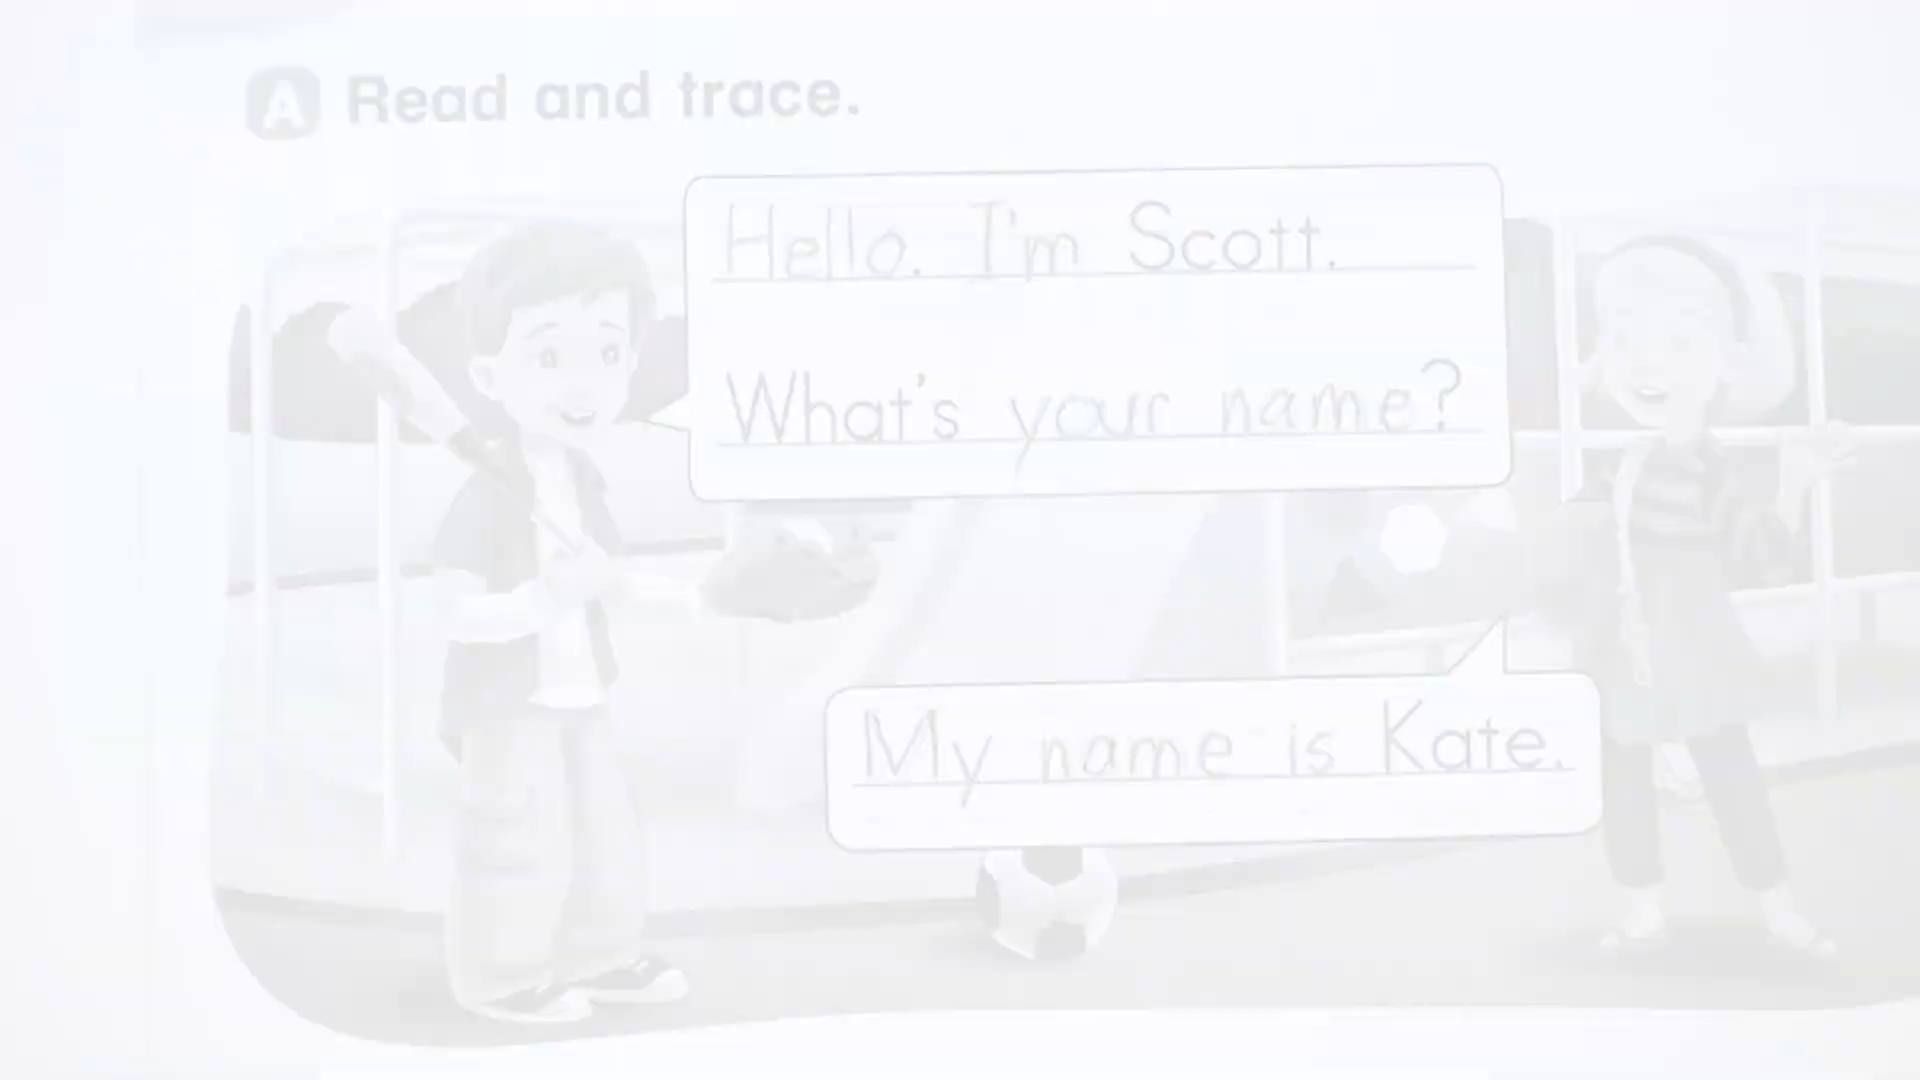 A Read and trace.
Hello. I'm Scott.
What's your name?
My name is Kate.